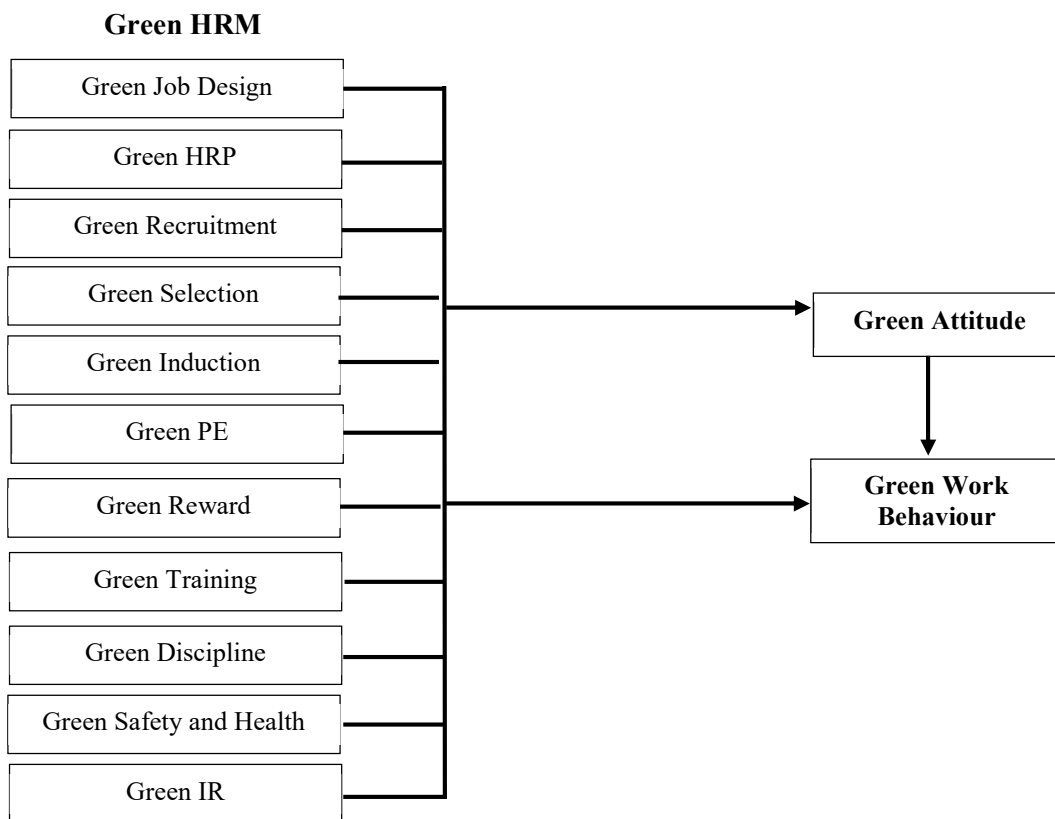 Green HRM
Green Job Design
Green HRP
Green Recruitment
Green Selection
Green Induction
Green PE
Green Reward
Green Training
Green Discipline
Green Safety and Health
Green IR
Green Attitude
Green Work
Behaviour